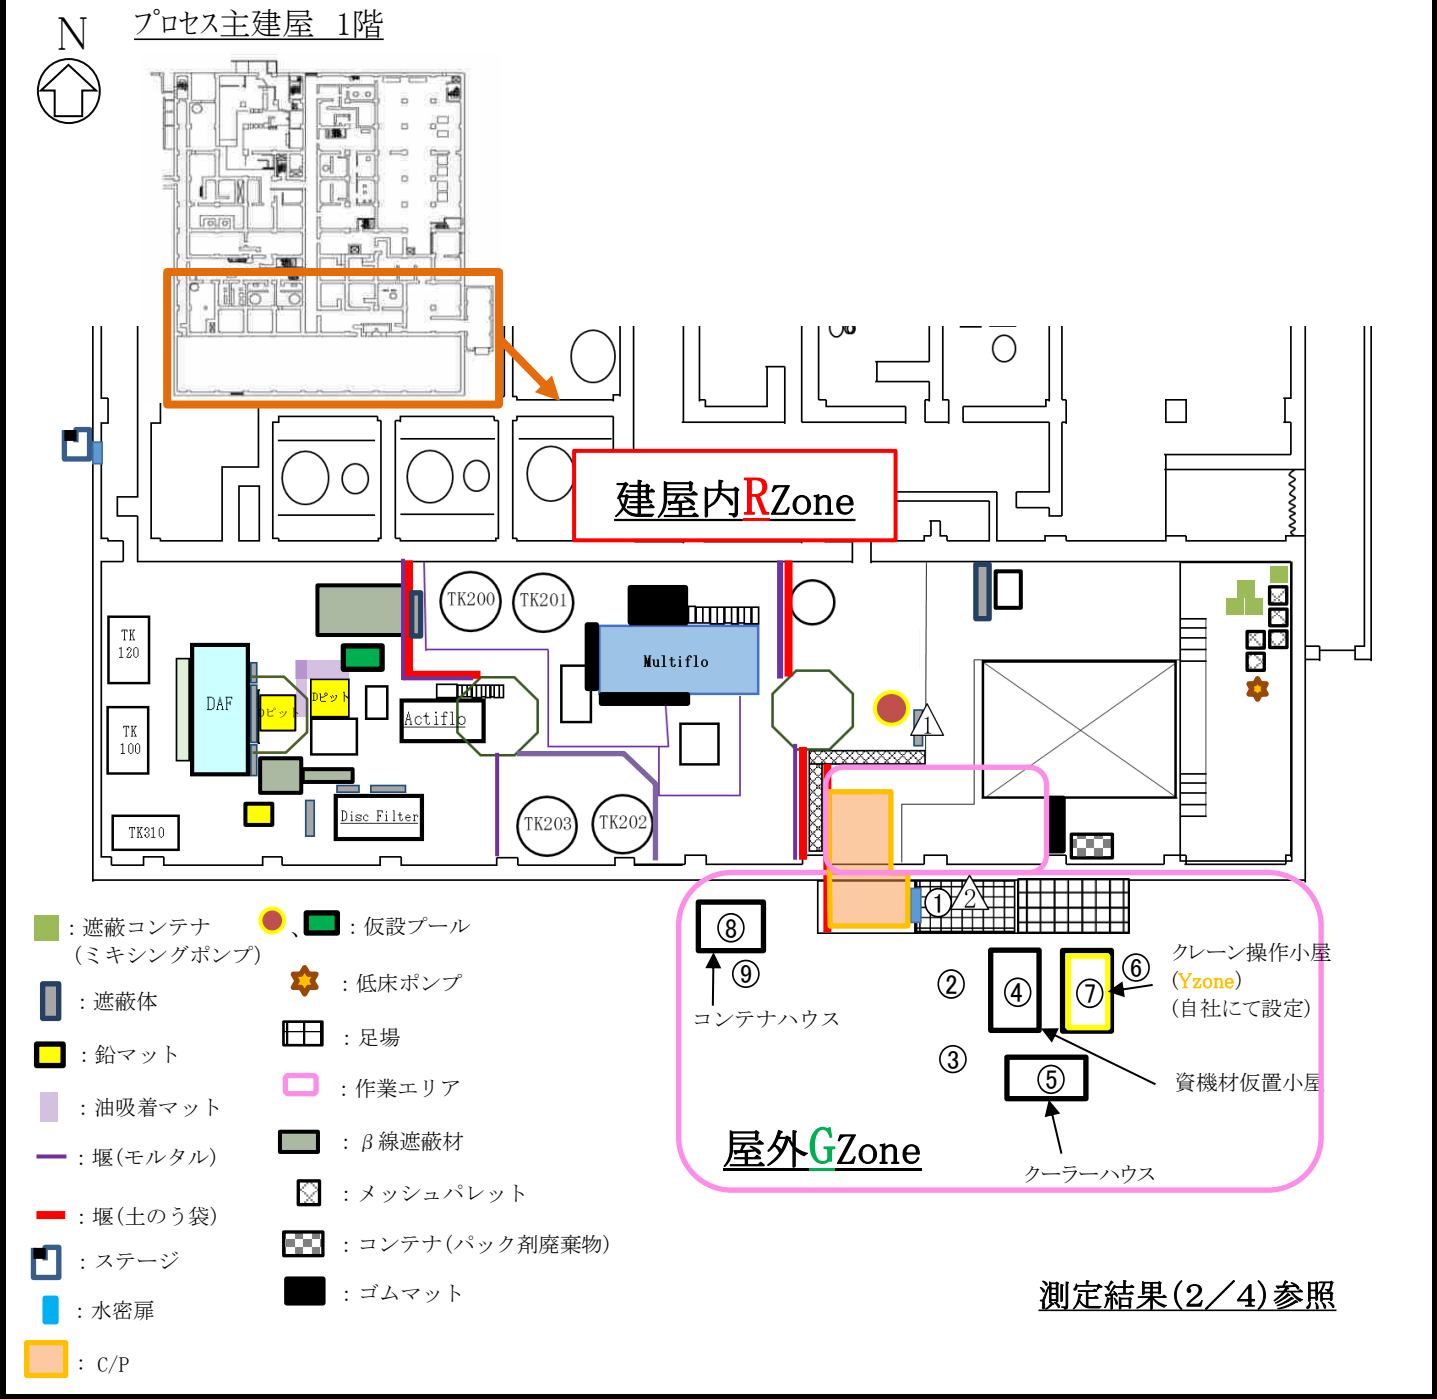 N
プロセス主建屋 1階
建屋内RZone
TK200
TK201
Multiflo
TK
120
DAF
Dピット
Dピット
Actiflo
TK
100
1
TK310
Disc Filter
TK203
TK202
① 2
⑧
⑨
コンテナハウス
②
③
④
⑦
⑥
⑤
クレーン操作小屋
(Yzone)
(自社にて設定)
資機材仮置小屋
クーラーハウス
屋外GZone
測定結果(2/4)参照
:遮蔽コンテナ
(ミキシングポンプ)
:遮蔽体
:鉛マット
:油吸着マット
:堰(モルタル)
:堰(土のう袋)
:ステージ
:水密扉
: C/P
、 :仮設プール
:低床ポンプ
:足場
:作業エリア
:β線遮蔽材
:メッシュパレット
:コンテナ(パック剤廃棄物)
:ゴムマット